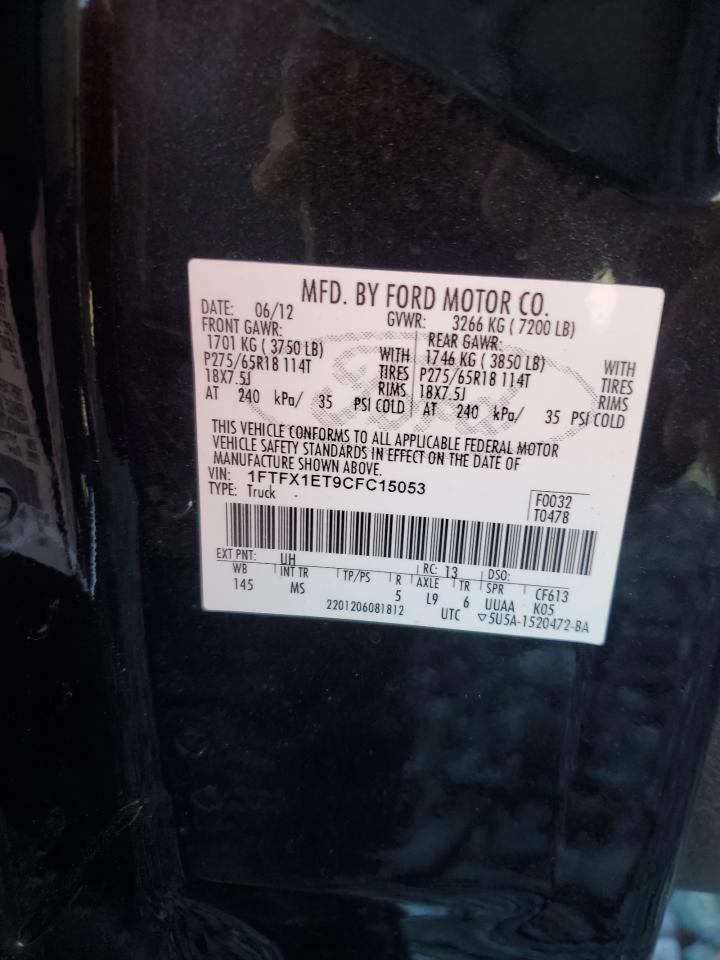 MFD. BY FORD MOTOR CO.
DATE: 06/12 GVWR: 3266 KG ( 7200 LB)
FRONT GAWR: REAR GAWR:
1701 KG ( 3750 LB) WITH 1746 KG ( 3850 LB) WITH
P275/65R18 114T TIRES P275/65R18 114T TIRES
18X7.5J RIMS 18X7.5J RIMS
AT 240 kPa/ 35 PSI COLD AT 240 kPa/ 35 PSI COLD
THIS VEHICLE CONFORMS TO ALL APPLICABLE FEDERAL MOTOR
VEHICLE SAFETY STANDARDS IN EFFECT ON THE DATE OF
MANUFACTURE SHOWN ABOVE.
VIN: 1FTFX1ET9CFC15053
TYPE: Truck
F0032
T0478
EXT PNT: UH RC: 13 DSO:
WB INT TR TP/PS R AXLE TR SPR CF613
145 MS 5 L9 6 UUAA K05
2201206081812 UTC ▽5U5A-1520472-BA
Ford